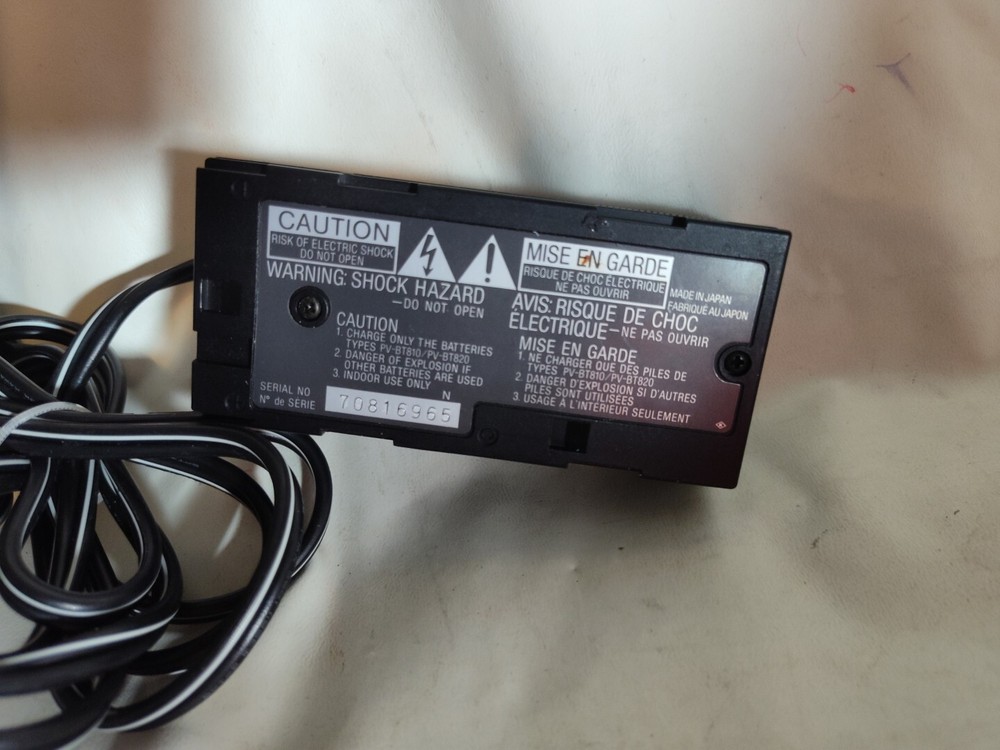 CAUTION
RISK OF ELECTRIC SHOCK
DO NOT OPEN
WARNING: SHOCK HAZARD
–DO NOT OPEN
CAUTION
1. CHARGE ONLY THE BATTERIES
TYPES PV-BT810/PV-BT820
2. DANGER OF EXPLOSION IF
OTHER BATTERIES ARE USED
3. INDOOR USE ONLY
N
SERIAL NO
N° de SÉRIE
70816965
MISE EN GARDE
RISQUE DE CHOC ÉLECTRIQUE
NE PAS OUVRIR
MADE IN JAPAN
FABRIQUÉ AU JAPON
AVIS: RISQUE DE CHOC
ÉLECTRIQUE–NE PAS OUVRIR
MISE EN GARDE
1. NE CHARGER QUE DES PILES DE
TYPES PV-BT810/PV-BT820
2. DANGER D'EXPLOSION SI D'AUTRES
PILES SONT UTILISÉES
3. USAGE À L'INTÉRIEUR SEULEMENT